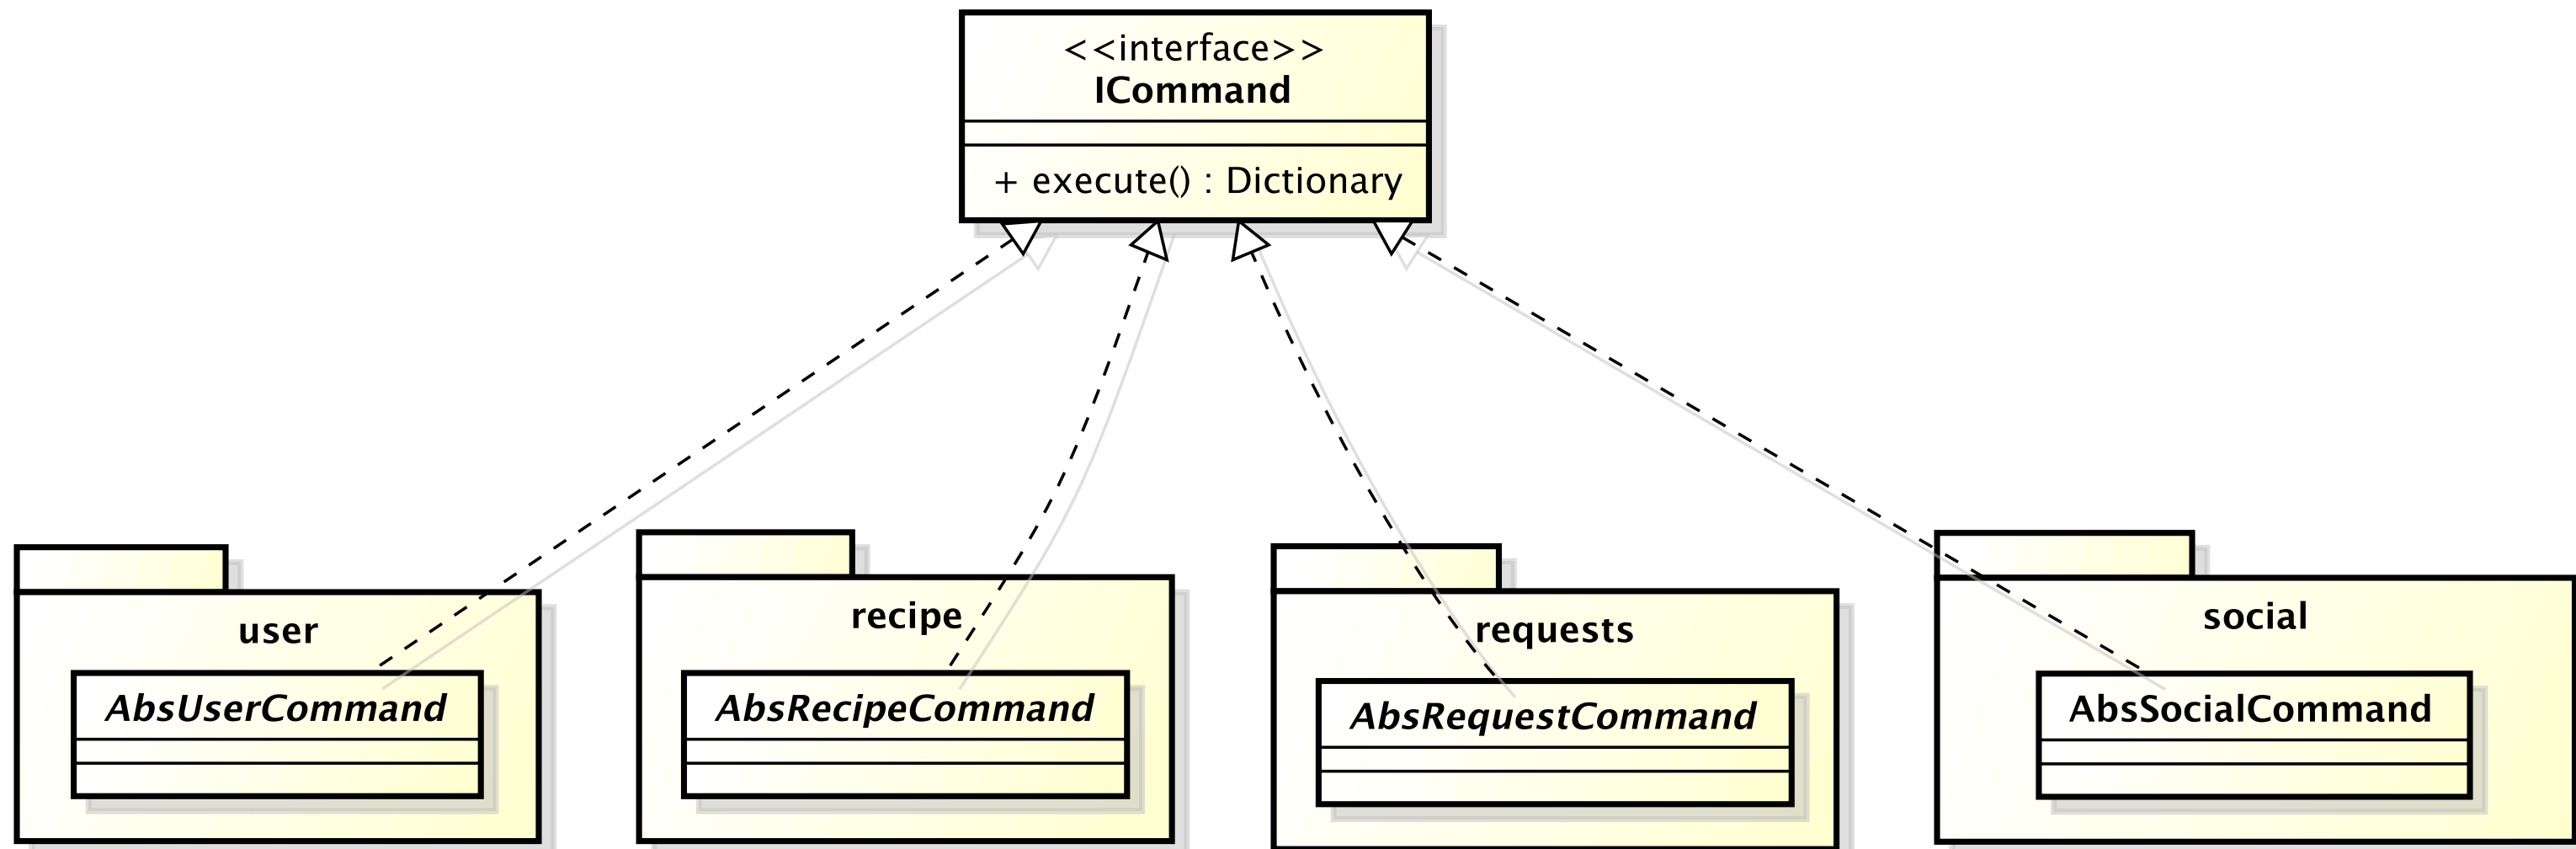 <<interface>>
ICommand
+ execute() : Dictionary
user
AbsUserCommand
recipe
AbsRecipeCommand
requests
AbsRequestCommand
social
AbsSocialCommand